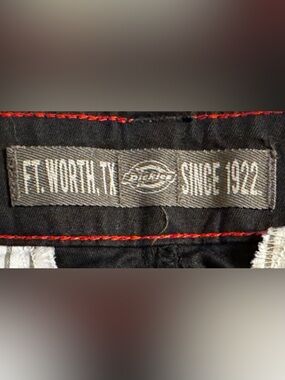 FT. WORTH, TX Dickies SINCE 1922.